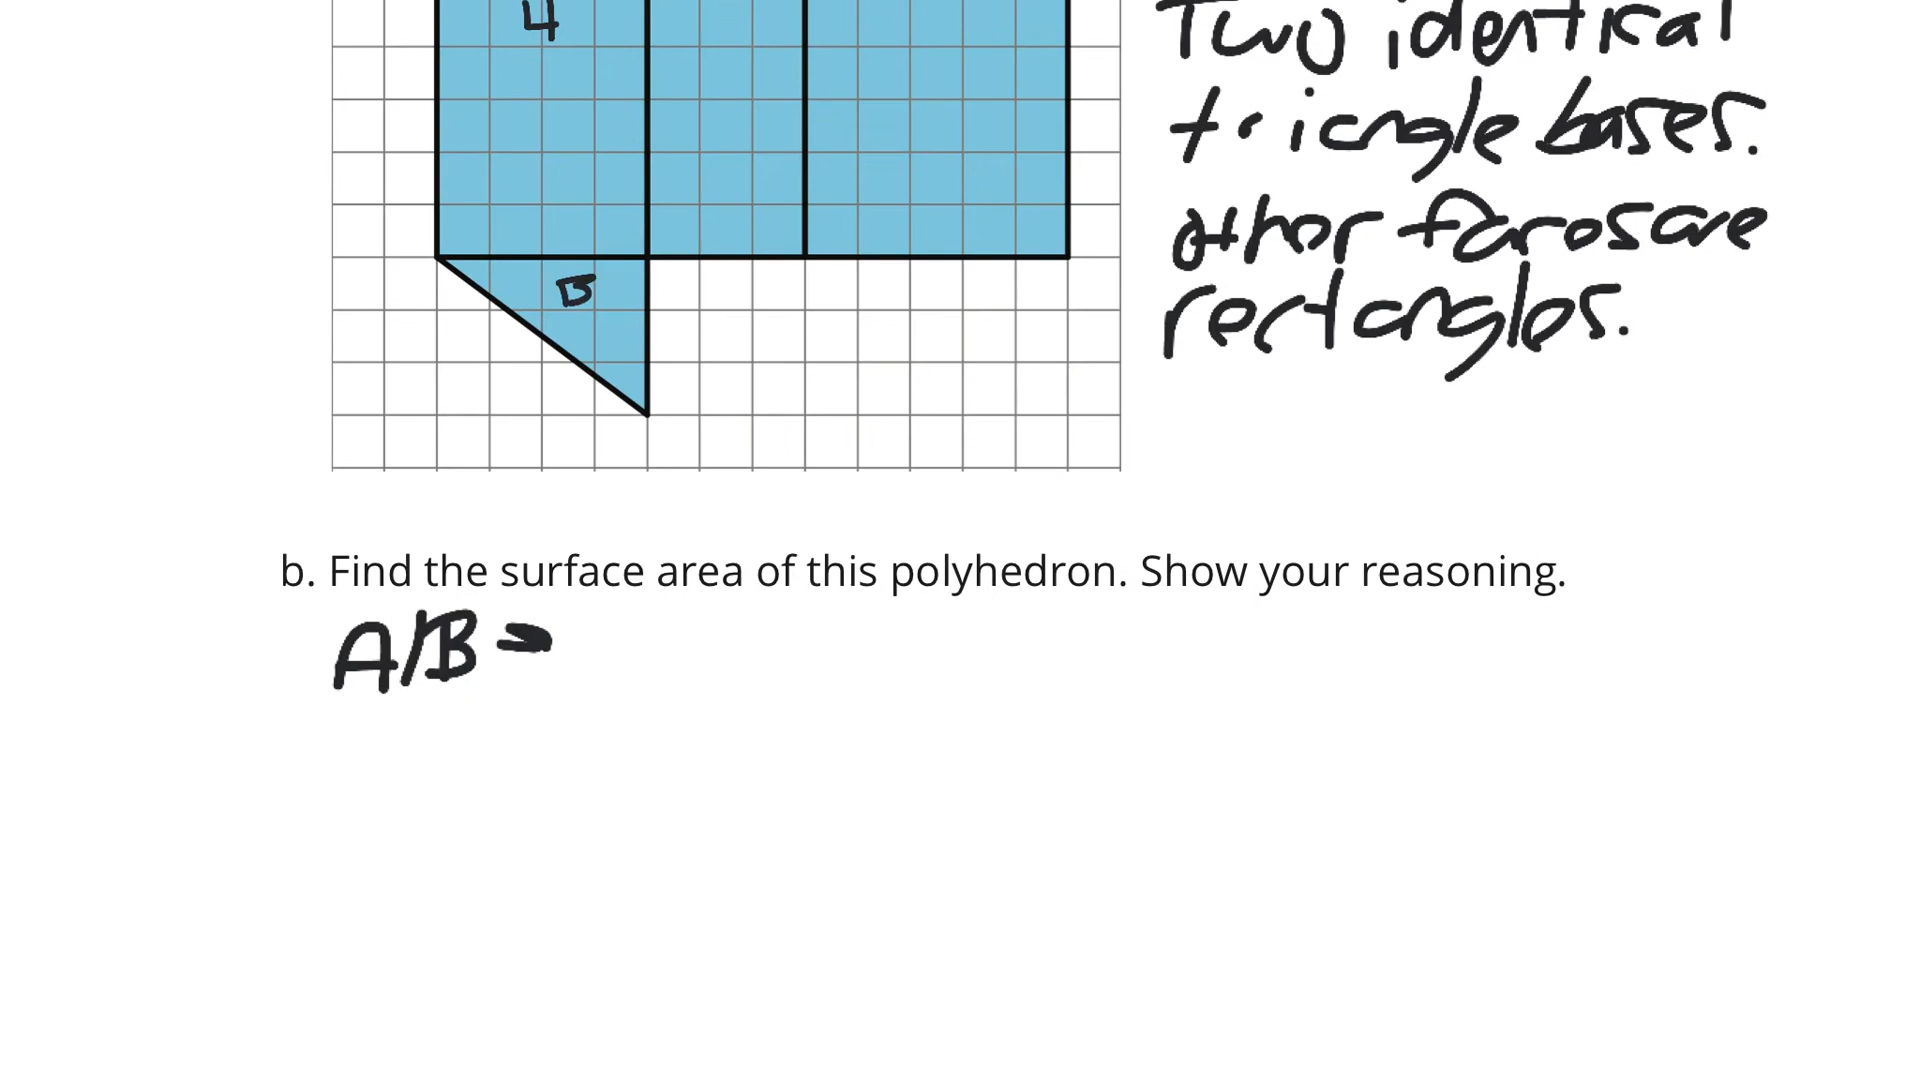 4
Two identical
triangle bases.
other faces are
rectangles.
B
b. Find the surface area of this polyhedron. Show your reasoning.
A/B =